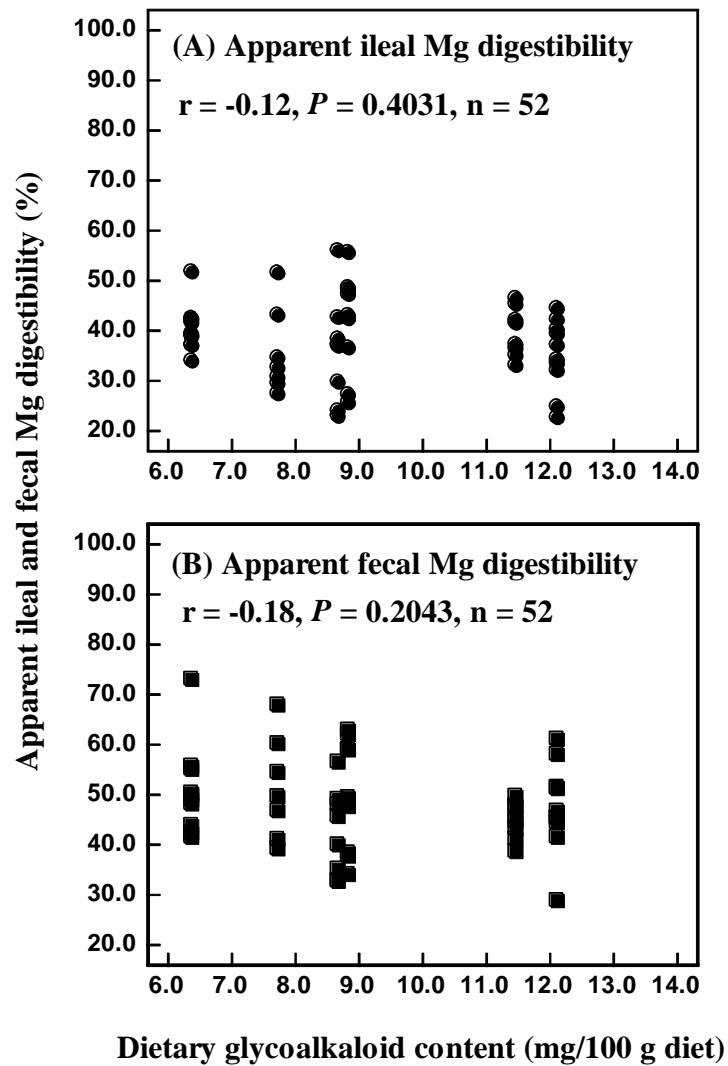 Apparent ileal and fecal Mg digestibility (%)
100.0
90.0
80.0
70.0
60.0
50.0
40.0
30.0
20.0
(A) Apparent ileal Mg digestibility
r = -0.12, P = 0.4031, n = 52
6.0 7.0 8.0 9.0 10.0 11.0 12.0 13.0 14.0
100.0
90.0
80.0
70.0
60.0
50.0
40.0
30.0
20.0
(B) Apparent fecal Mg digestibility
r = -0.18, P = 0.2043, n = 52
6.0 7.0 8.0 9.0 10.0 11.0 12.0 13.0 14.0
Dietary glycoalkaloid content (mg/100 g diet)